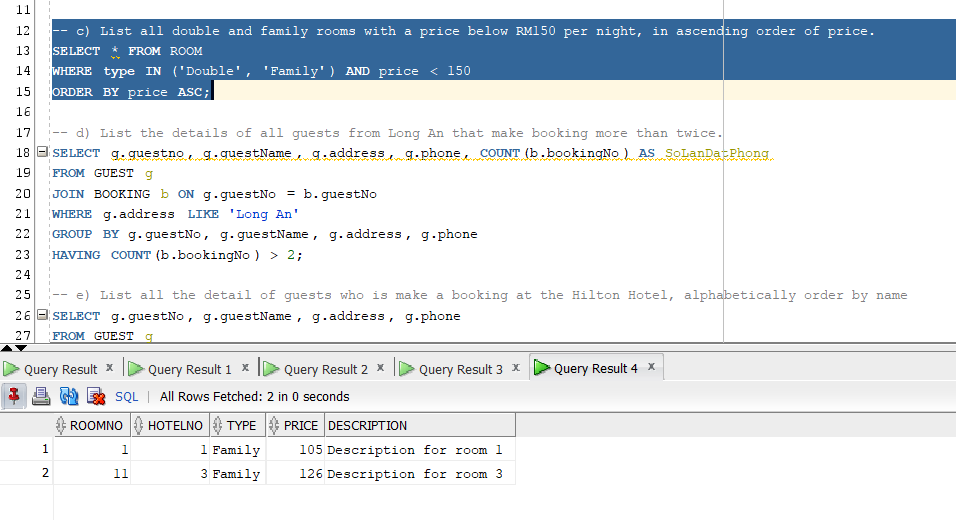 11
12 -- c) List all double and family rooms with a price below RM150 per night, in ascending order of price.
13 SELECT * FROM ROOM
14 WHERE type IN ('Double', 'Family') AND price < 150
15 ORDER BY price ASC;
16
17 -- d) List the details of all guests from Long An that make booking more than twice.
18 SELECT g.guestno, g.guestName, g.address, g.phone, COUNT(b.bookingNo) AS SoLanDatPhong
19 FROM GUEST g
20 JOIN BOOKING b ON g.guestNo = b.guestNo
21 WHERE g.address LIKE 'Long An'
22 GROUP BY g.guestNo, g.guestName, g.address, g.phone
23 HAVING COUNT(b.bookingNo) > 2;
24
25 -- e) List all the detail of guests who is make a booking at the Hilton Hotel, alphabetically order by name
26 SELECT g.guestNo, g.guestName, g.address, g.phone
27 FROM GUEST g
Query Result x Query Result 1 x Query Result 2 x Query Result 3 x Query Result 4 x
SQL | All Rows Fetched: 2 in 0 seconds
ROOMNO HOTELNO TYPE PRICE DESCRIPTION
1 1 1 Family 105 Description for room 1
2 11 3 Family 126 Description for room 3